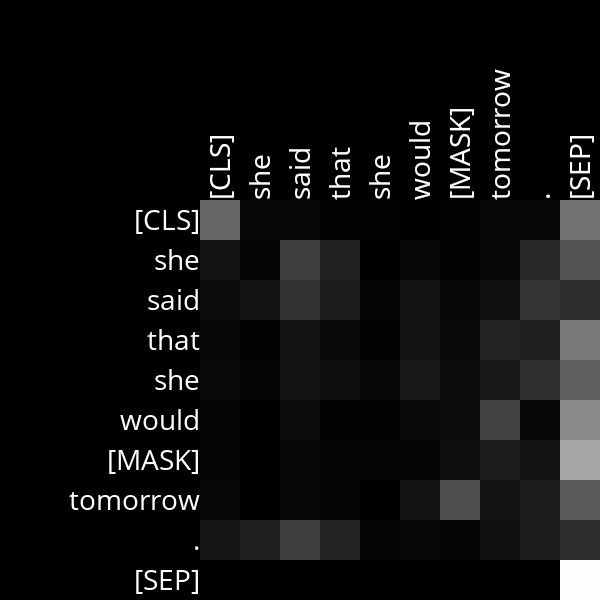 [CLS] she said that she would [MASK] tomorrow . [SEP]
[CLS]
she
said
that
she
would
[MASK]
tomorrow
.
[SEP]